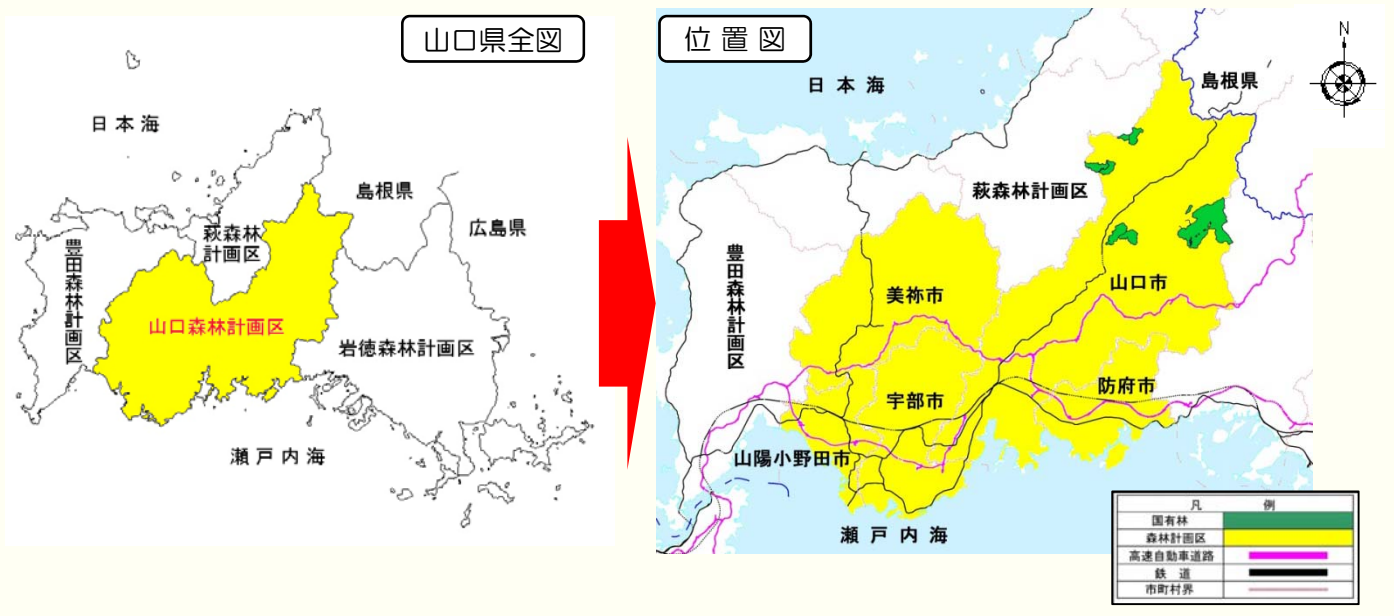 山口県全図
日本海
島根県
広島県
萩森林
計画区
豊田森林計画区
山口森林計画区
岩徳森林計画区
瀬戸内海
位置図
N
日本海
島根県
萩森林計画区
豊田森林計画区
美祢市
山口市
防府市
宇部市
山陽小野田市
瀬戸内海
凡例
国有林
森林計画区
高速自動車道路
鉄道
市町村界